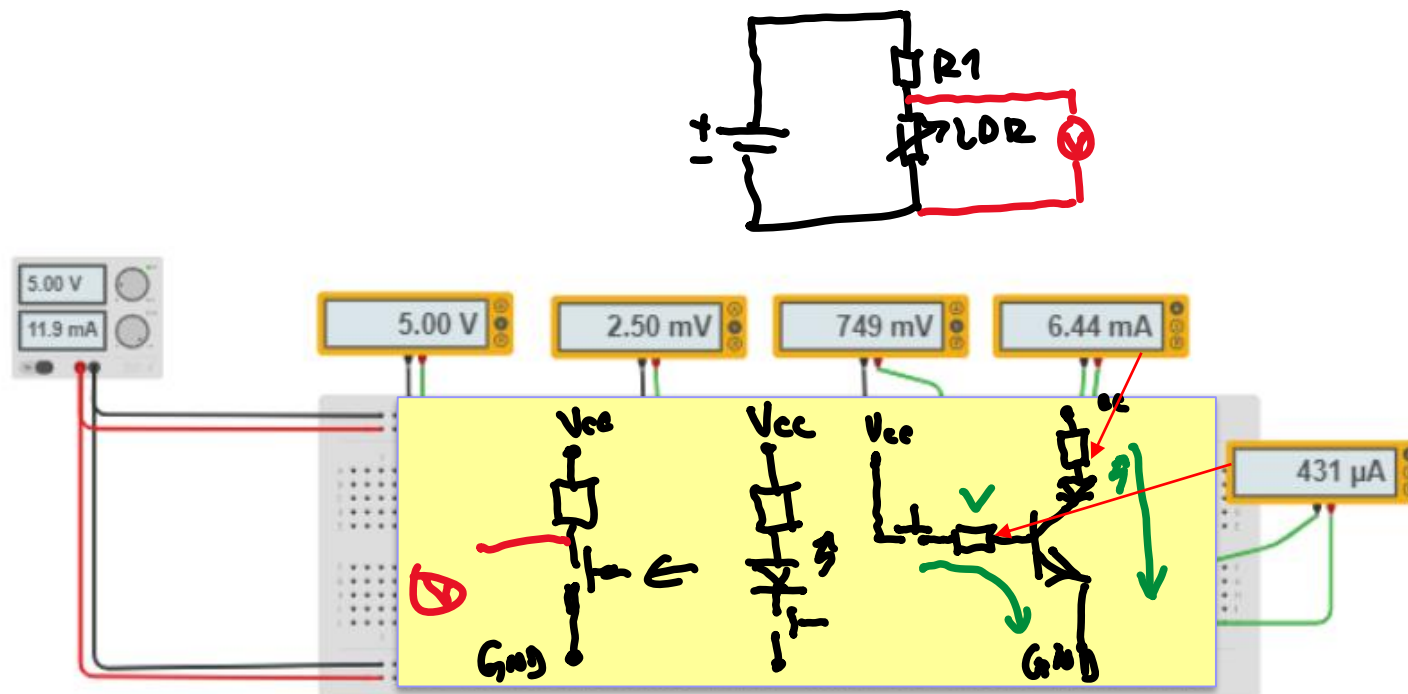 R1
+
-
LDR
V
5.00 V
11.9 mA
5.00 V
2.50 mV
749 mV
6.44 mA
431 µA
Vcc
Vcc
Vcc
GND
GND